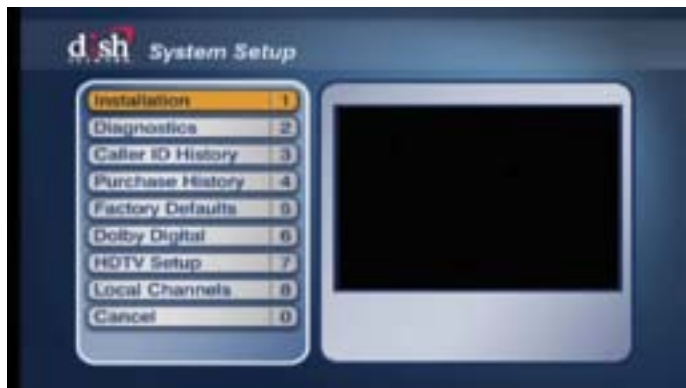 dish System Setup
Installation 1
Diagnostics 2
Caller ID History 3
Purchase History 4
Factory Defaults 5
Dolby Digital 6
HDTV Setup 7
Local Channels 8
Cancel 0